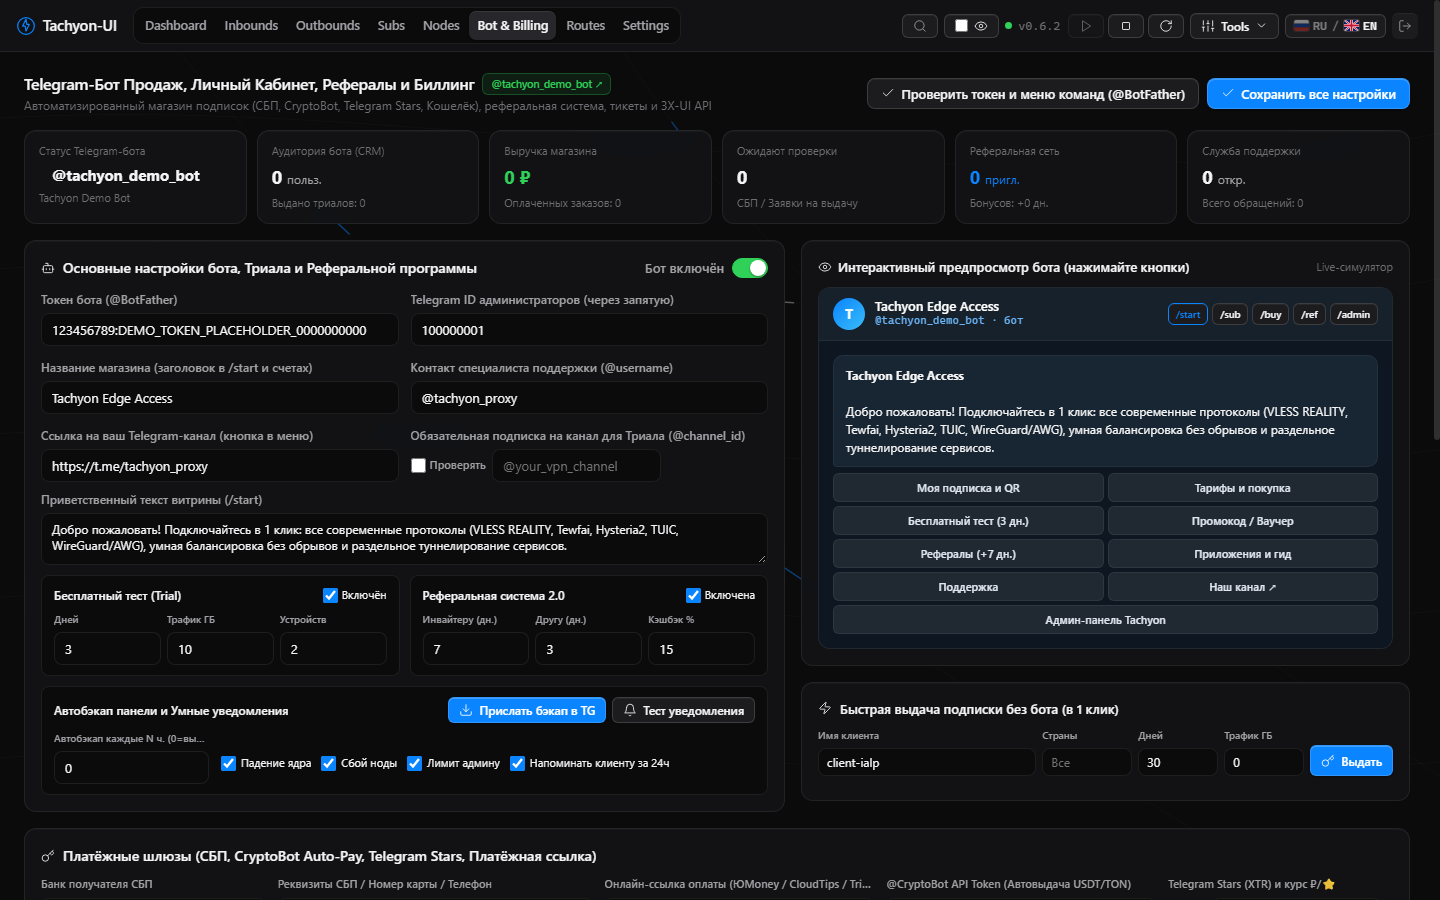 Tachyon-UI
Dashboard Inbounds Outbounds Subs Nodes Bot & Billing Routes Settings
v0.6.2
Tools
RU / EN
Telegram-Бот Продаж, Личный Кабинет, Рефералы и Биллинг
@tachyon_demo_bot ↗
Автоматизированный магазин подписок (СБП, CryptoBot, Telegram Stars, Кошелёк), реферальная система, тикеты и 3X-UI API
Проверить токен и меню команд (@BotFather)
Сохранить все настройки
Статус Telegram-бота
@tachyon_demo_bot
Tachyon Demo Bot
Аудитория бота (CRM)
0 польз.
Выдано триалов: 0
Выручка магазина
0 ₽
Оплаченных заказов: 0
Ожидают проверки
0
СБП / Заявки на выдачу
Реферальная сеть
0 пригл.
Бонусов: +0 дн.
Служба поддержки
0 откр.
Всего обращений: 0
Основные настройки бота, Триала и Реферальной программы
Бот включён
Токен бота (@BotFather)
123456789:DEMO_TOKEN_PLACEHOLDER_0000000000
Telegram ID администраторов (через запятую)
100000001
Название магазина (заголовок в /start и счетах)
Tachyon Edge Access
Контакт специалиста поддержки (@username)
@tachyon_proxy
Ссылка на ваш Telegram-канал (кнопка в меню)
https://t.me/tachyon_proxy
Обязательная подписка на канал для Триала (@channel_id)
Проверять
@your_vpn_channel
Приветственный текст витрины (/start)
Добро пожаловать! Подключайтесь в 1 клик: все современные протоколы (VLESS REALITY, Tewfai, Hysteria2, TUIC,
WireGuard/AWG), умная балансировка без обрывов и раздельное туннелирование сервисов.
Бесплатный тест (Trial)
Включён
Дней
Трафик ГБ
Устройств
3
10
2
Реферальная система 2.0
Включена
Инвайтеру (дн.)
Другу (дн.)
Кэшбэк %
7
3
15
Автобэкап панели и Умные уведомления
Прислать бэкап в TG
Тест уведомления
Автобэкап каждые N ч. (0=вы...
0
Падение ядра
Сбой ноды
Лимит админу
Напоминать клиенту за 24ч
Интерактивный предпросмотр бота (нажимайте кнопки)
Live-симулятор
T
Tachyon Edge Access
@tachyon_demo_bot · бот
/start /sub /buy /ref /admin
Tachyon Edge Access
Добро пожаловать! Подключайтесь в 1 клик: все современные протоколы (VLESS REALITY,
Tewfai, Hysteria2, TUIC, WireGuard/AWG), умная балансировка без обрывов и раздельное
туннелирование сервисов.
Моя подписка и QR
Тарифы и покупка
Бесплатный тест (3 дн.)
Промокод / Ваучер
Рефералы (+7 дн.)
Приложения и гид
Поддержка
Наш канал ↗
Админ-панель Tachyon
Быстрая выдача подписки без бота (в 1 клик)
Имя клиента
Страны
Дней
Трафик ГБ
client-ialp
Все
30
0
Выдать
Платёжные шлюзы (СБП, CryptoBot Auto-Pay, Telegram Stars, Платёжная ссылка)
Банк получателя СБП
Реквизиты СБП / Номер карты / Телефон
Онлайн-ссылка оплаты (ЮMoney / CloudTips / Tri...
@CryptoBot API Token (Автовыдача USDT/TON)
Telegram Stars (XTR) и курс ₽/⭐